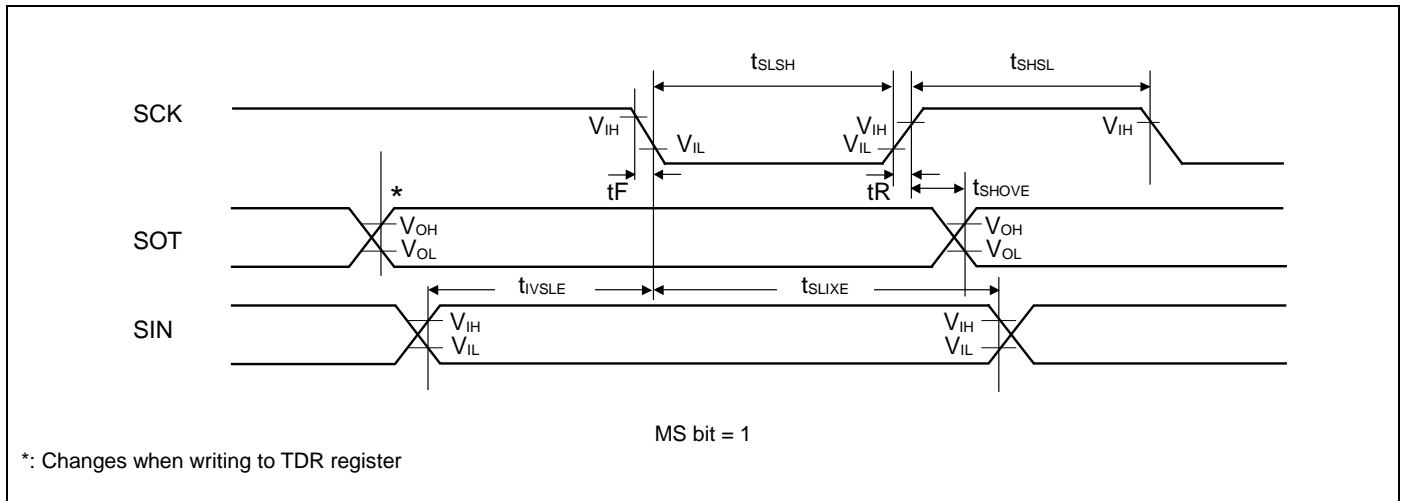 tSLSH tSHSL
SCK
VIH VIL VIL VIH VIH
tF tR tSHOVE
*
SOT
VOH VOH
VOL VOL
tIVSLE tSLIXE
SIN
VIH VIH
VIL VIL
MS bit = 1
*: Changes when writing to TDR register